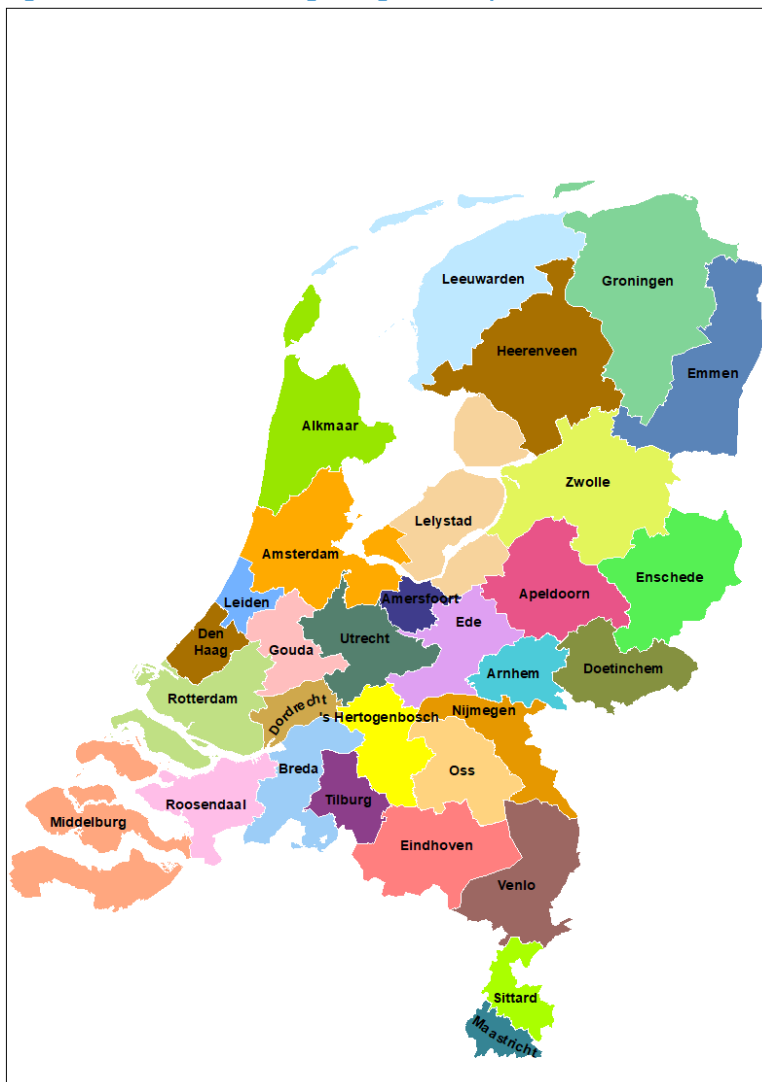 Leeuwarden
Groningen
Heerenveen
Emmen
Alkmaar
Zwolle
Lelystad
Amsterdam
Enschede
Apeldoorn
Amersfoort
Leiden
Ede
Den
Haag
Utrecht
Gouda
Arnhem
Doetinchem
Rotterdam
Dordrecht
's Hertogenbosch
Nijmegen
Breda
Oss
Tilburg
Roosendaal
Middelburg
Eindhoven
Venlo
Sittard
Maastricht